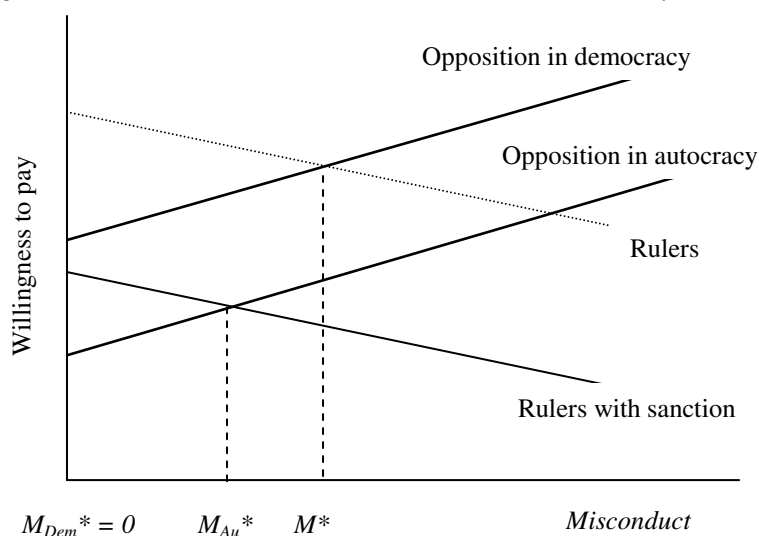 Opposition in democracy
Opposition in autocracy
Willingness to pay
Rulers
Rulers with sanction
M_Dem* = 0 M_Au* M* Misconduct